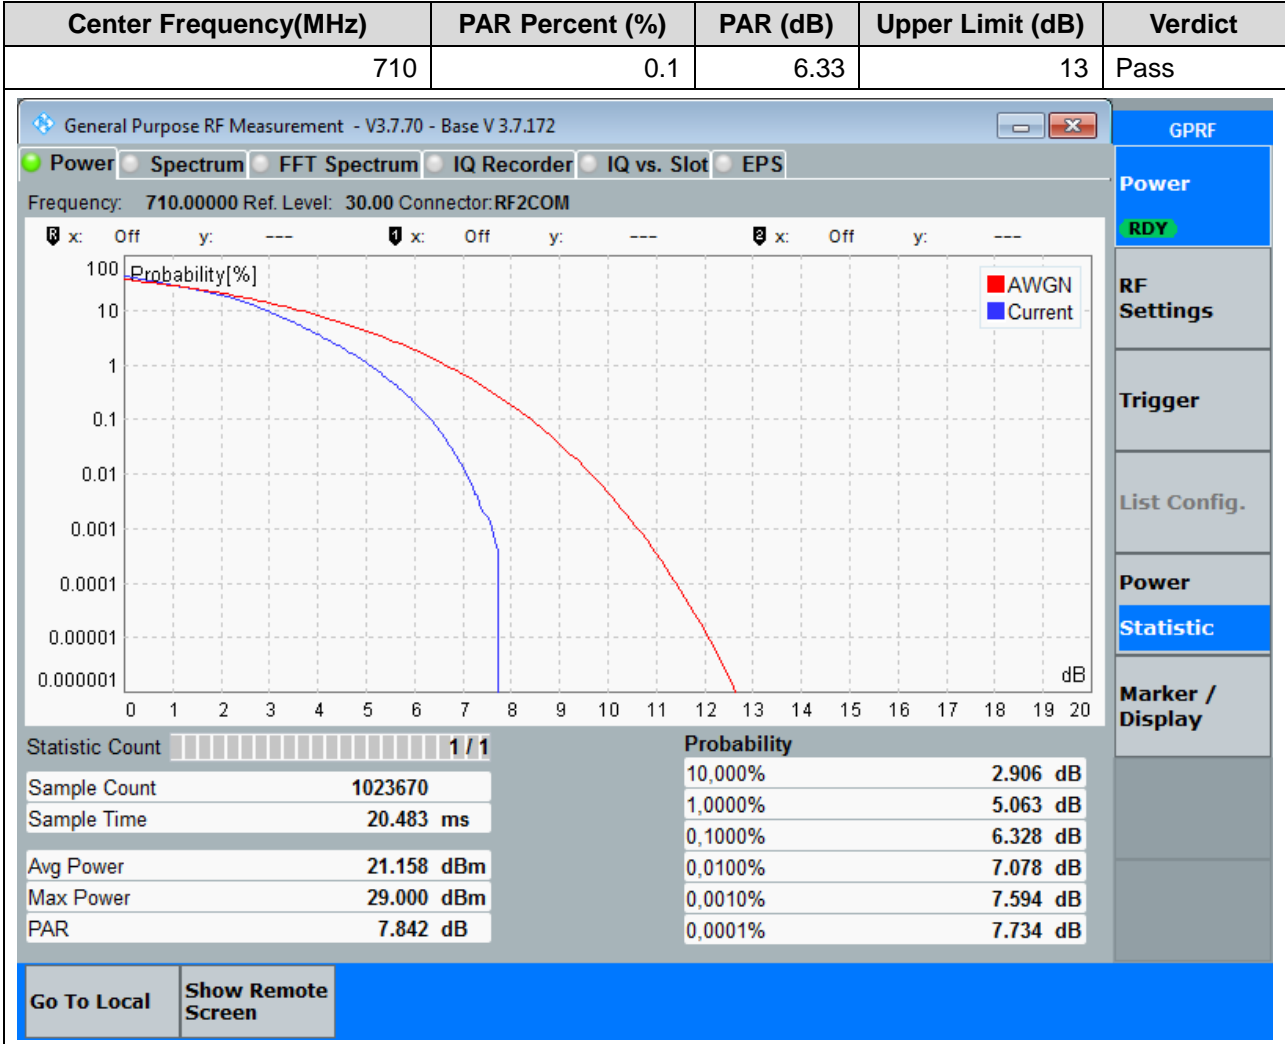 Center Frequency(MHz) PAR Percent (%) PAR (dB) Upper Limit (dB) Verdict
710 0.1 6.33 13 Pass
General Purpose RF Measurement - V3.7.70 - Base V 3.7.172
GPRF
Power Spectrum FFT Spectrum IQ Recorder IQ vs. Slot EPS
Frequency: 710.00000 Ref. Level: 30.00 Connector: RF2COM
R x: Off y: --- 1 x: Off y: --- 2 x: Off y: ---
Probability[%]
AWGN
Current
100
10
1
0.1
0.01
0.001
0.0001
0.00001
0.000001
dB
0 1 2 3 4 5 6 7 8 9 10 11 12 13 14 15 16 17 18 19 20
Statistic Count 1 / 1
Sample Count 1023670
Sample Time 20.483 ms
Avg Power 21.158 dBm
Max Power 29.000 dBm
PAR 7.842 dB
Probability
10,000% 2.906 dB
1,0000% 5.063 dB
0,1000% 6.328 dB
0,0100% 7.078 dB
0,0010% 7.594 dB
0,0001% 7.734 dB
Power
RDY
RF
Settings
Trigger
List Config.
Power
Statistic
Marker /
Display
Go To Local
Show Remote
Screen